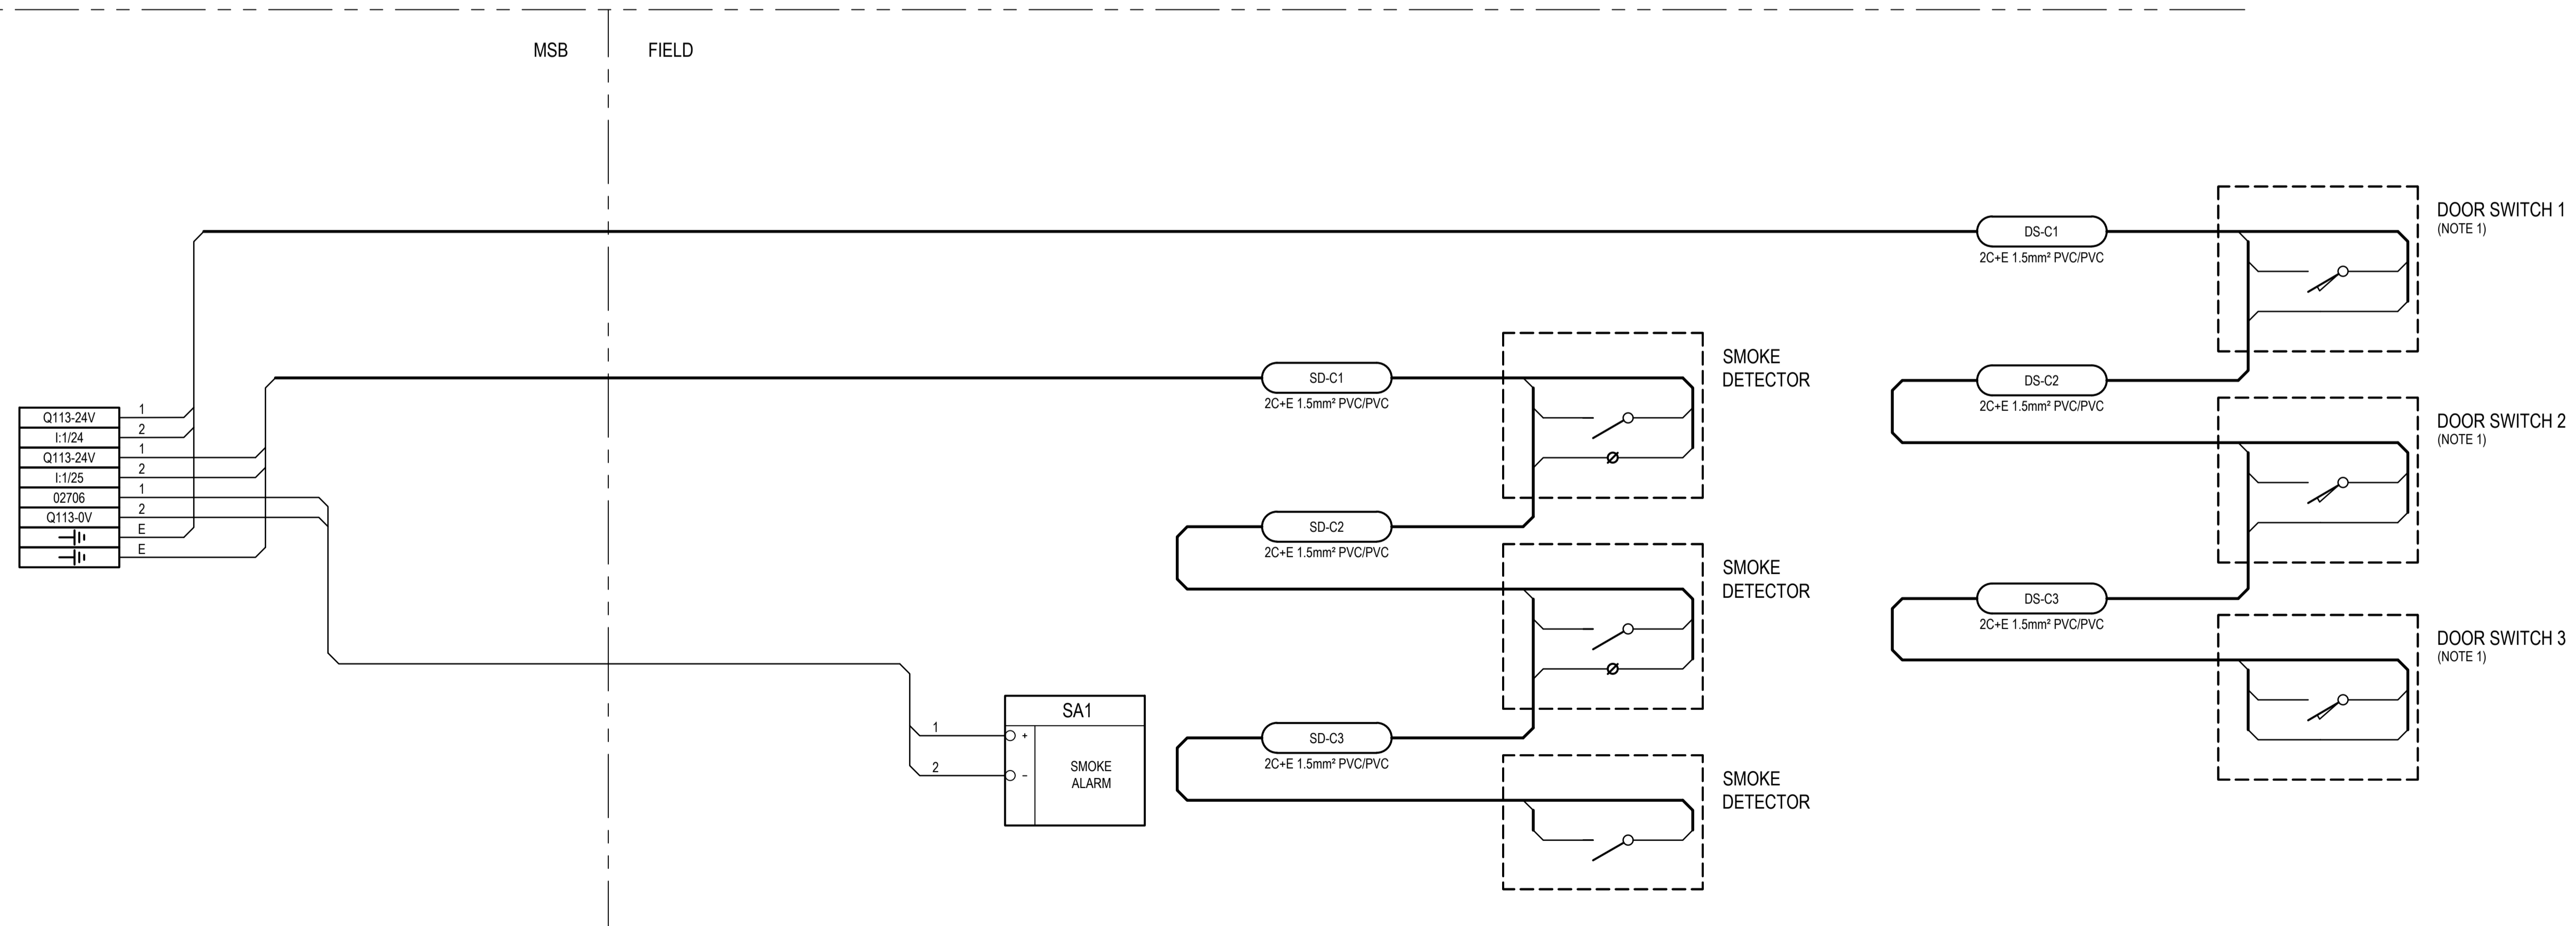 MSB
FIELD
DOOR SWITCH 1
(NOTE 1)
DS-C1
2C+E 1.5mm² PVC/PVC
SMOKE
DETECTOR
SD-C1
2C+E 1.5mm² PVC/PVC
DS-C2
2C+E 1.5mm² PVC/PVC
DOOR SWITCH 2
(NOTE 1)
Q113-24V 1
I:1/24 2
Q113-24V 1
I:1/25 2
02706 1
Q113-0V 2
E
E
SD-C2
2C+E 1.5mm² PVC/PVC
SMOKE
DETECTOR
DS-C3
2C+E 1.5mm² PVC/PVC
DOOR SWITCH 3
(NOTE 1)
SA1
1 +
2 –
SMOKE
ALARM
SD-C3
2C+E 1.5mm² PVC/PVC
SMOKE
DETECTOR